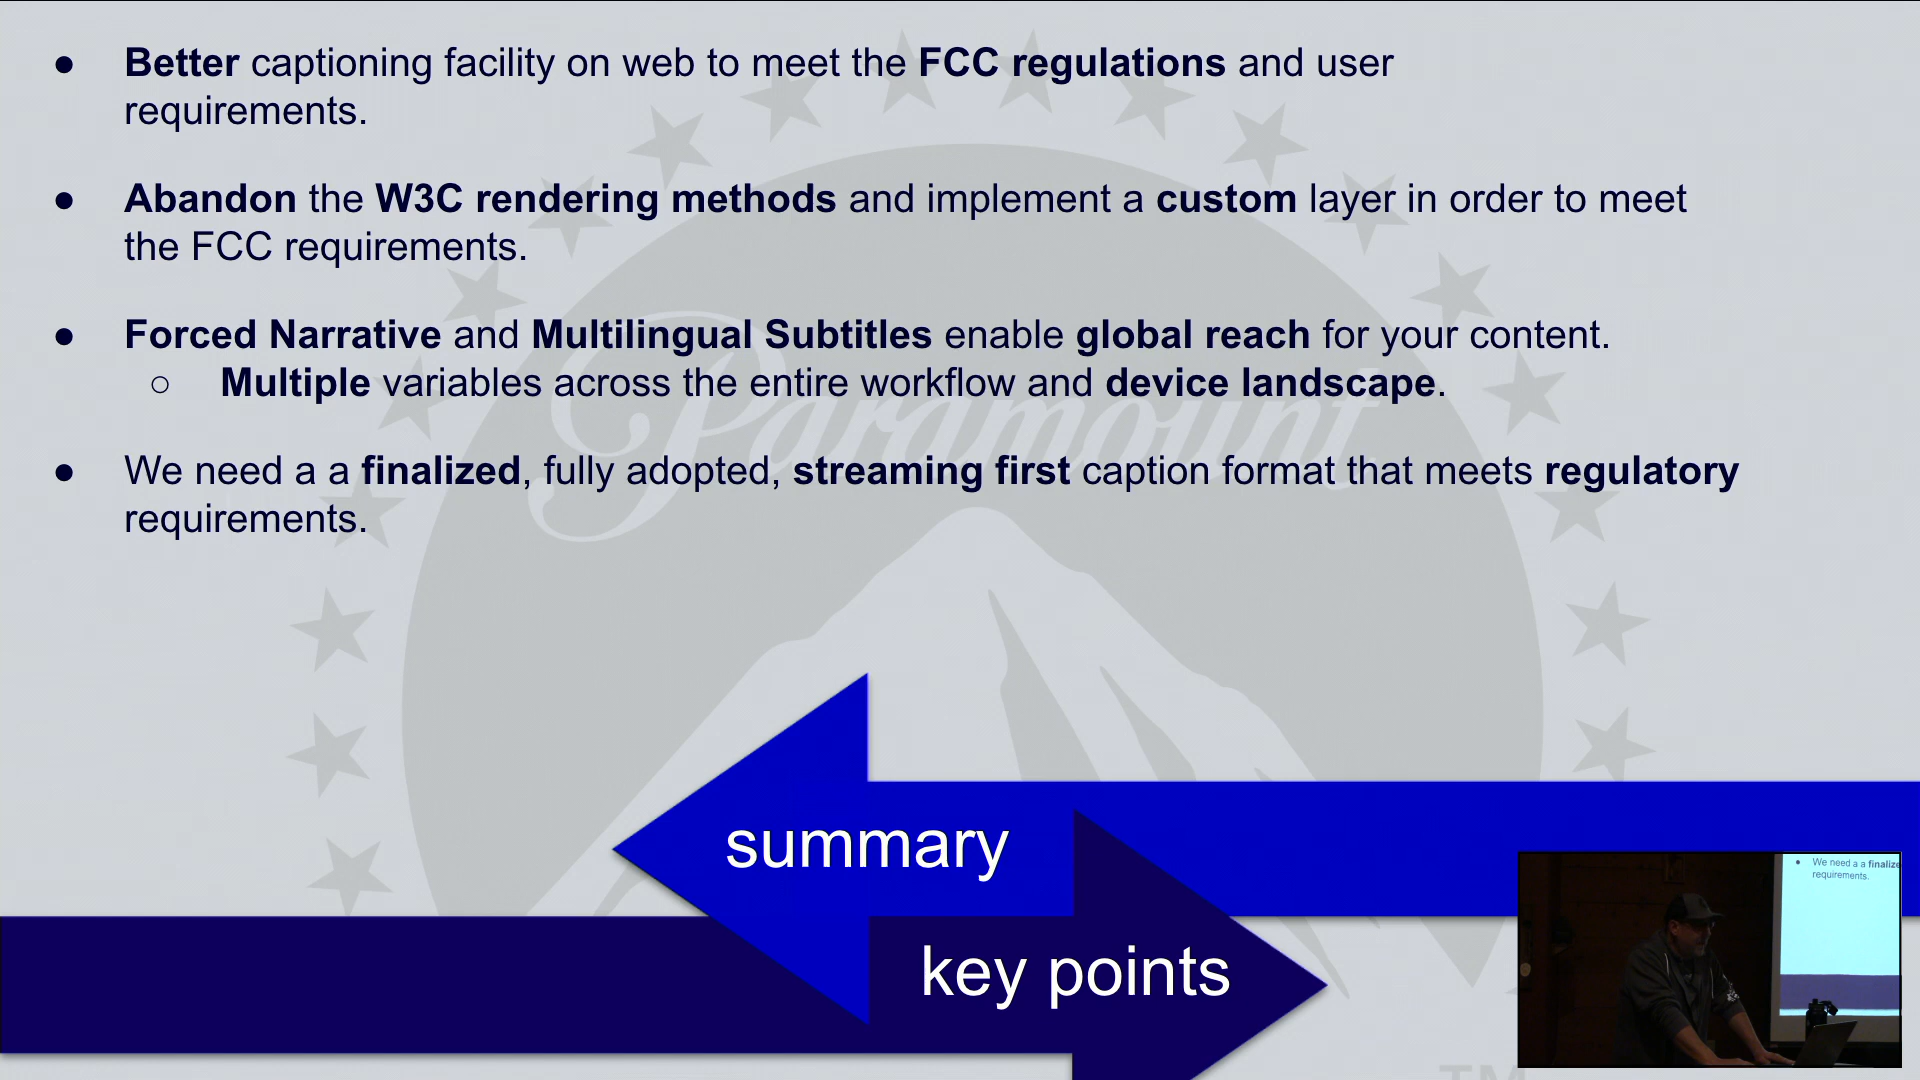 ● Better captioning facility on web to meet the FCC regulations and user
requirements.
● Abandon the W3C rendering methods and implement a custom layer in order to meet
the FCC requirements.
● Forced Narrative and Multilingual Subtitles enable global reach for your content.
○ Multiple variables across the entire workflow and device landscape.
● We need a a finalized, fully adopted, streaming first caption format that meets regulatory
requirements.
Paramount
summary
key points
TM
● We need a a finalize
requirements.